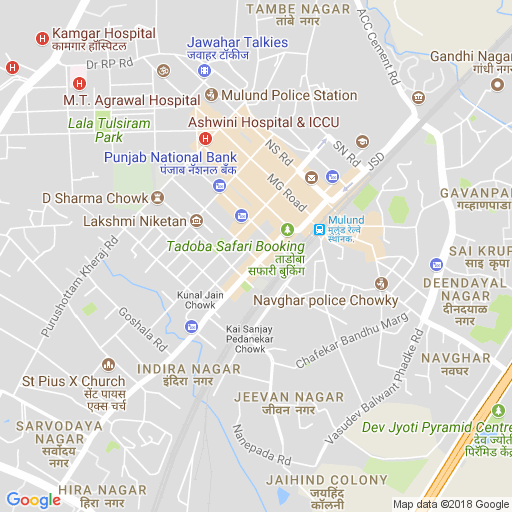 TAMBE NAGAR
तांबे नगर
ACC Cement Rd
Kamgar Hospital
कामगार हॉस्पिटल
Jawahar Talkies
जवाहर टॉकीज
Gandhi Nagar
गांधी नगर
Dr RP Rd
Mulund Police Station
M.T. Agrawal Hospital
Lala Tulsiram
Park
Ashwini Hospital & ICCU
NS Rd
SN Rd
JSD
Punjab National Bank
पंजाब नॅशनल बँक
MG Road
D Sharma Chowk
GAVANPA
गव्हाणपाडा
Lakshmi Niketan
Mulund
मुलुंड रेल्वे
स्थानक.
Tadoba Safari Booking
ताडोबा
सफारी बुकिंग
SAI KRUP
साइ कृपा
Purushottam Kheraj Rd
DEENDAYAL
NAGAR
दीनदयाळ
नगर
Kunal Jain
Chowk
Navghar police Chowky
Goshala Rd
Kai Sanjay
Pedanekar
Chowk
Chafekar Bandhu Marg
NAVGHAR
नवघर
St Pius X Church
सेंट पायस
एक्स चर्च
INDIRA NAGAR
इंदिरा नगर
Vasudev Balwant Phadke Rd
JEEVAN NAGAR
जीवन नगर
SARVODAYA
NAGAR
सर्वोदय
नगर
Nanepada Rd
Dev Jyoti Pyramid Centre
देव ज्योति
पिरॅमिड केंद्र
JAIHIND COLONY
जयहिंद
कॉलनी
HIRA NAGAR
हिरा नगर
Google
Map data ©2018 Google